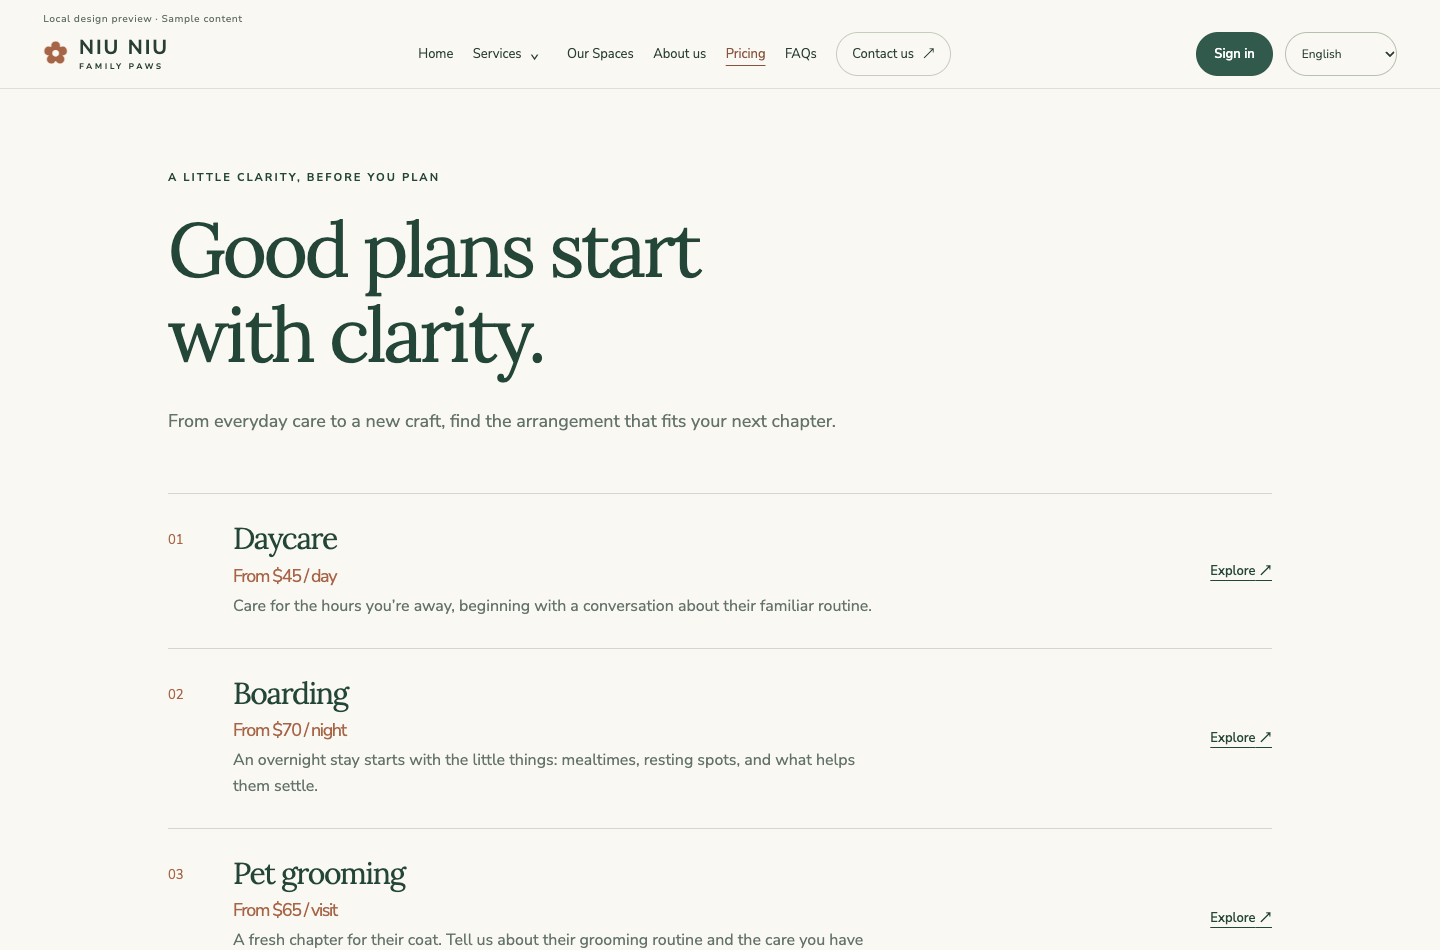 Local design preview · Sample content
NIU NIU
FAMILY PAWS
Home
Services
Our Spaces
About us
Pricing
FAQs
Contact us ↗
Sign in
English
A LITTLE CLARITY, BEFORE YOU PLAN
Good plans start
with clarity.
From everyday care to a new craft, find the arrangement that fits your next chapter.
01
Daycare
From $45 / day
Care for the hours you’re away, beginning with a conversation about their familiar routine.
Explore ↗
02
Boarding
From $70 / night
An overnight stay starts with the little things: mealtimes, resting spots, and what helps
them settle.
Explore ↗
03
Pet grooming
From $65 / visit
A fresh chapter for their coat. Tell us about their grooming routine and the care you have
Explore ↗